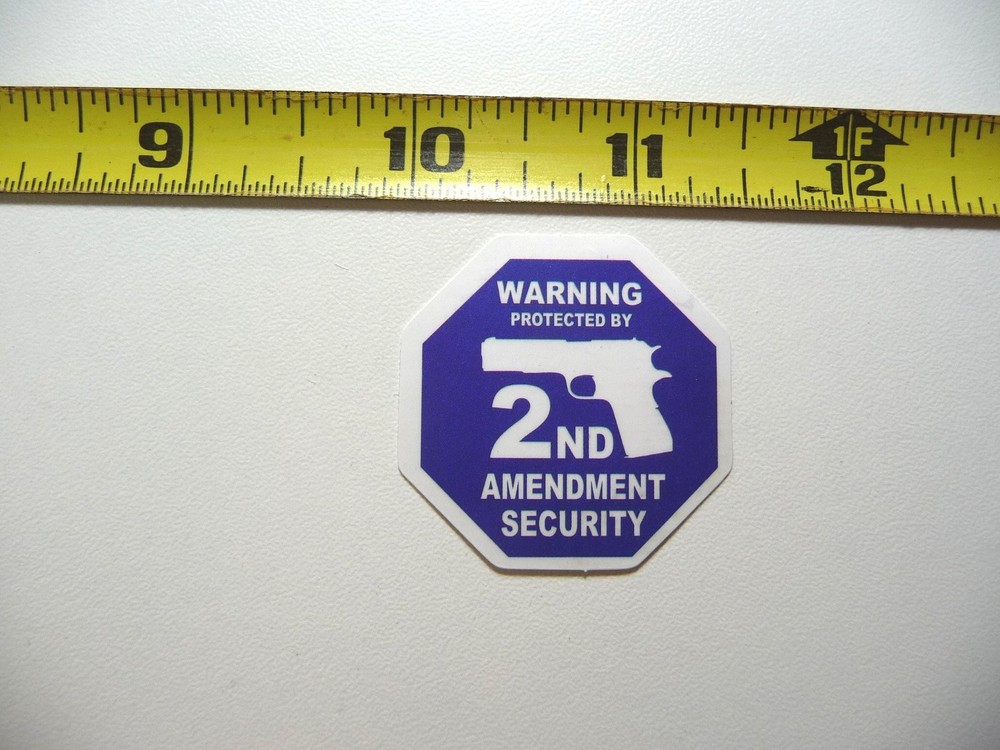 9 10 11 1F
12
WARNING
PROTECTED BY
2ND
AMENDMENT
SECURITY